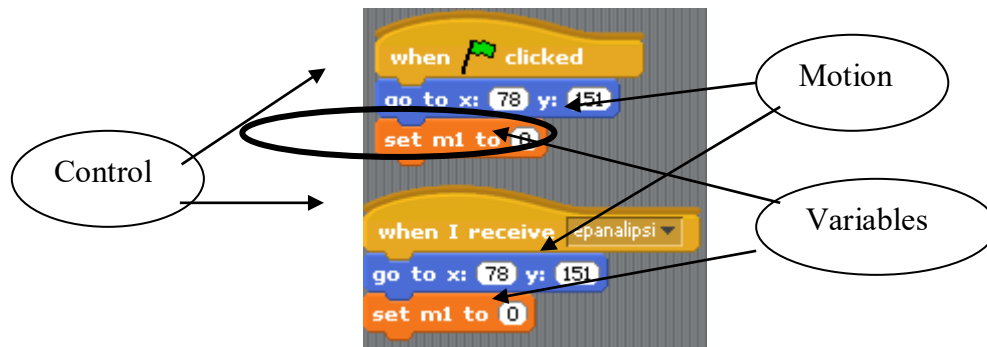 when clicked
go to x: 78 y: 151
set m1 to 0
when I receive epanalipsi
go to x: 78 y: 151
set m1 to 0
Control
Motion
Variables